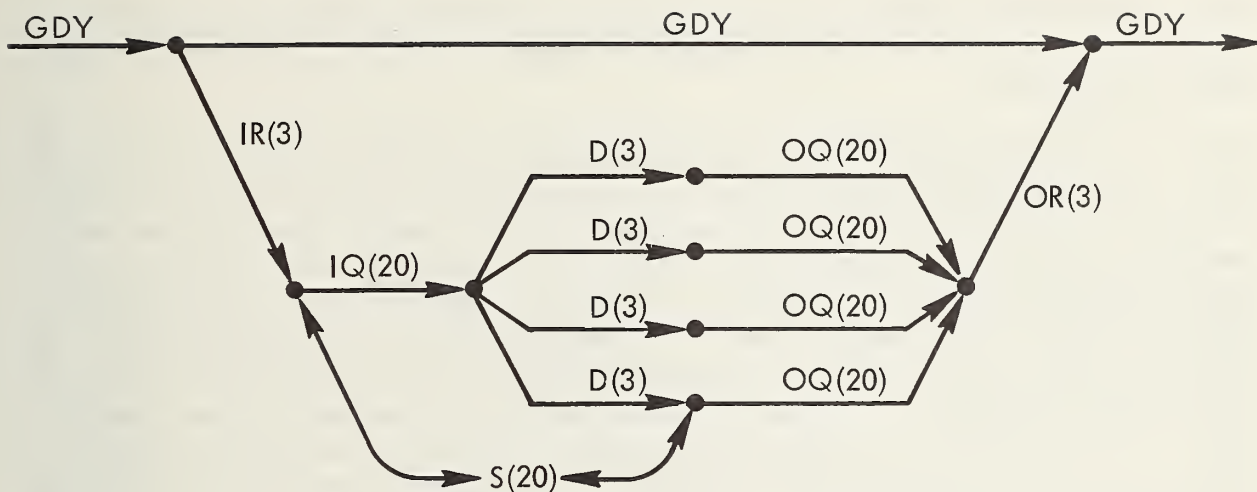 GDY GDY GDY
IR(3)
D(3) OQ(20)
D(3) OQ(20)
IQ(20)
D(3) OQ(20)
D(3) OQ(20)
OR(3)
S(20)